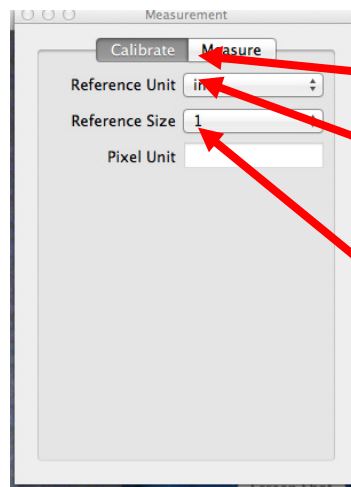 Measurement
Calibrate Measure
Reference Unit in
Reference Size 1
Pixel Unit